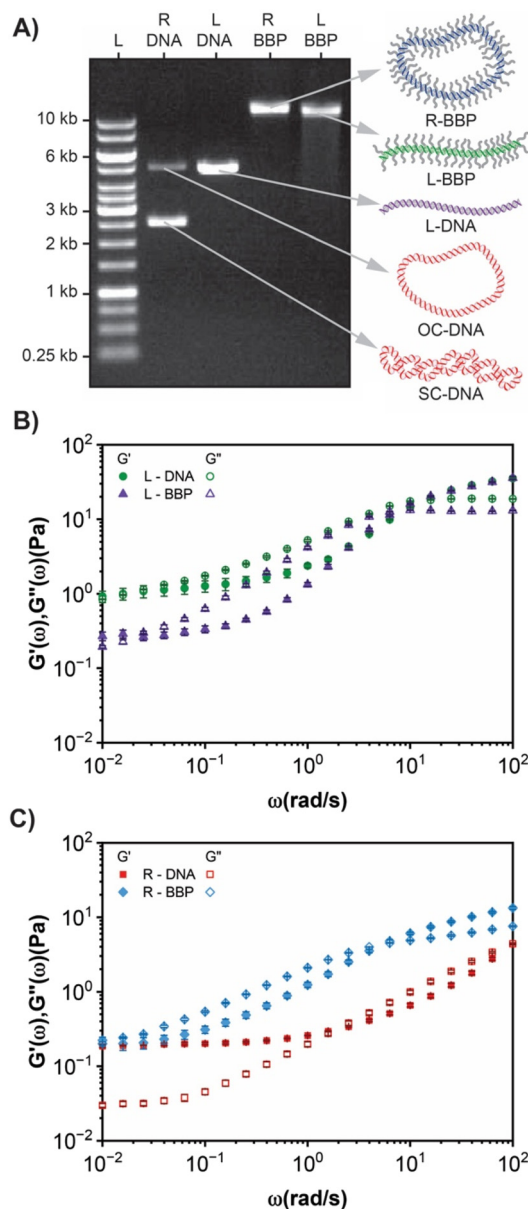 A)
R L R L
L DNA DNA BBP BBP
10 kb
6 kb
3 kb
2 kb
1 kb
0.25 kb
R-BBP
L-BBP
L-DNA
OC-DNA
SC-DNA
B)
G' G"
L - DNA
L - BBP
G'(ω),G"(ω)(Pa)
10²
10¹
10⁰
10⁻¹
10⁻²
10⁻² 10⁻¹ 10⁰ 10¹ 10²
ω(rad/s)
C)
G' G"
R - DNA
R - BBP
G'(ω),G"(ω)(Pa)
10²
10¹
10⁰
10⁻¹
10⁻²
10⁻² 10⁻¹ 10⁰ 10¹ 10²
ω(rad/s)